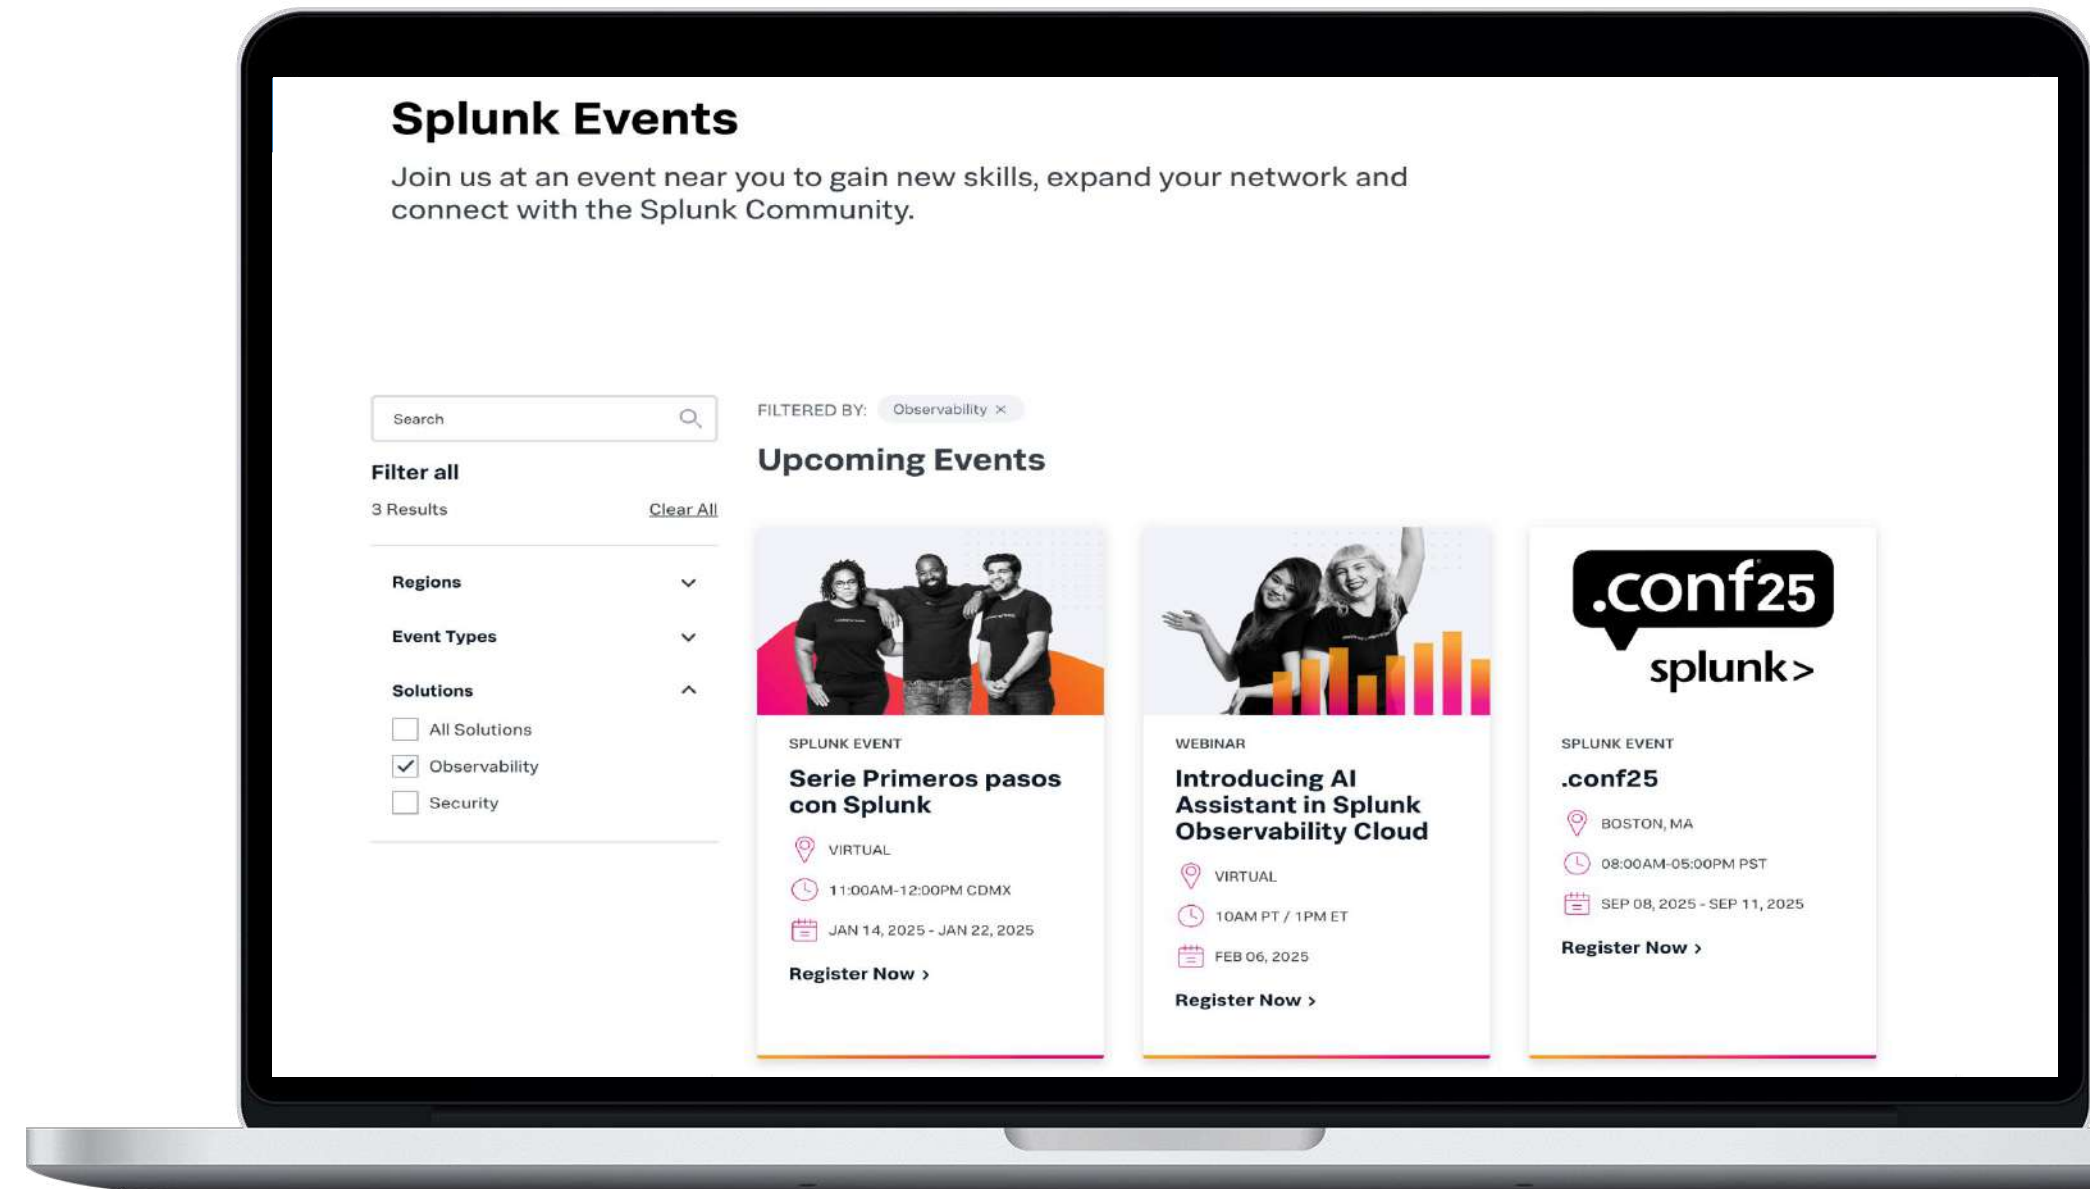 Splunk Events
Join us at an event near you to gain new skills, expand your network and
connect with the Splunk Community.
Search
Filter all
3 Results
Clear All
Regions
Event Types
Solutions
All Solutions
Observability
Security
FILTERED BY:
Observability ×
Upcoming Events
SPLUNK EVENT
Serie Primeros pasos
con Splunk
VIRTUAL
11:00AM-12:00PM CDMX
JAN 14, 2025 - JAN 22, 2025
Register Now >
WEBINAR
Introducing AI
Assistant in Splunk
Observability Cloud
VIRTUAL
10AM PT / 1PM ET
FEB 06, 2025
Register Now >
.conf25
splunk>
SPLUNK EVENT
.conf25
BOSTON, MA
08:00AM-05:00PM PST
SEP 08, 2025 - SEP 11, 2025
Register Now >